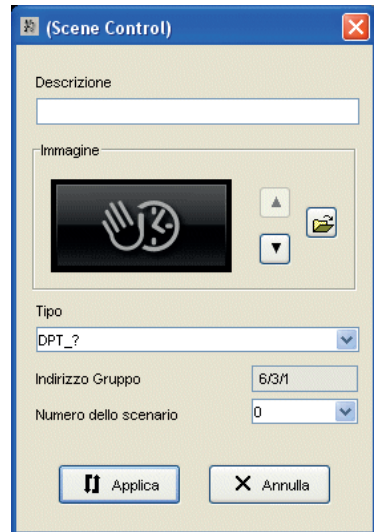 (Scene Control)
Descrizione
Immagine
Tipo
DPT_?
Indirizzo Gruppo 6/3/1
Numero dello scenario 0
Applica Annulla